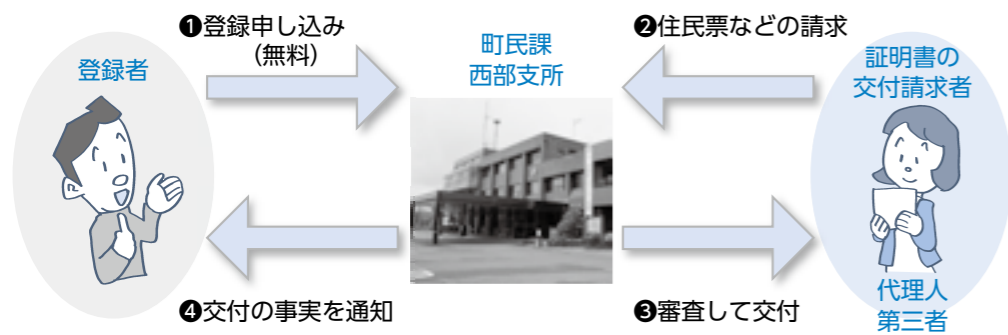 ❶登録申し込み
(無料)
❷住民票などの請求
町民課
西部支所
登録者
証明書の
交付請求者
❹交付の事実を通知
❸審査して交付
代理人
第三者